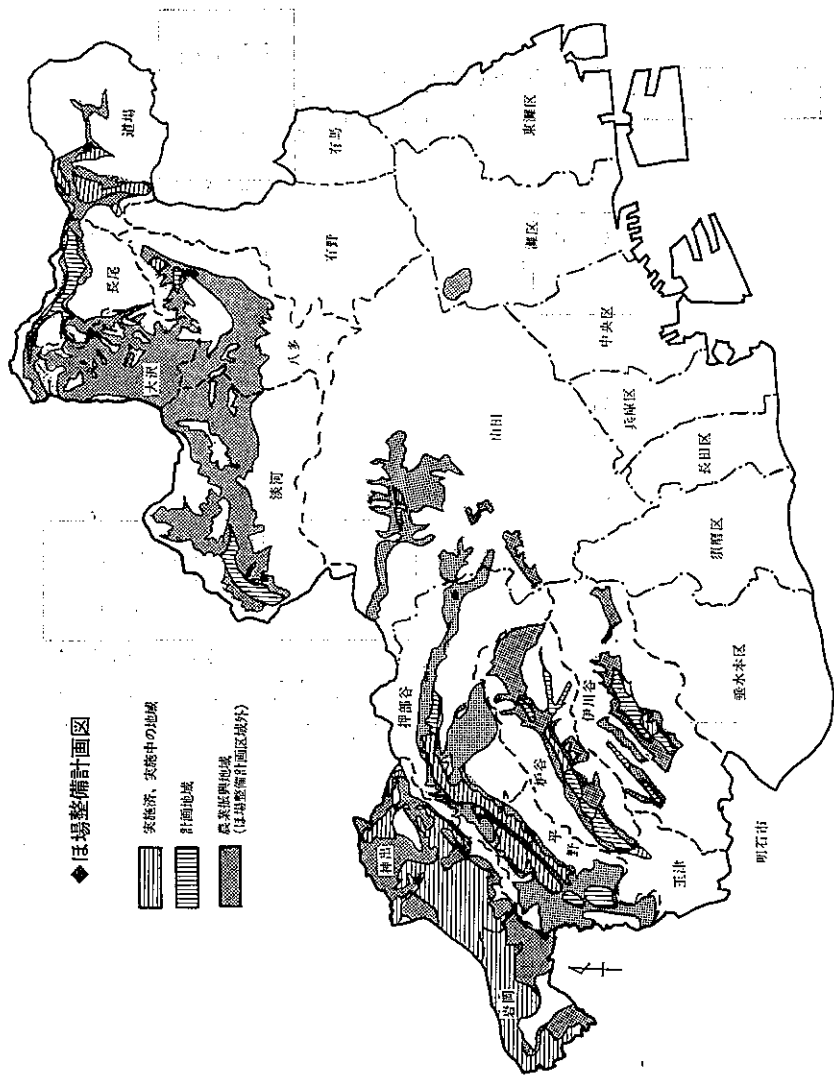 ◆ほ場整備計画図
実施済、実施中の地域
計画地域
農業振興地域
(ほ場整備計画区域外)
道場
長尾
大沢
有馬
有野
八多
淡河
山田
東灘区
灘区
中央区
兵庫区
長田区
須磨区
垂水本区
押部谷
神出
岩岡
平野
伊川谷
玉津
明石市